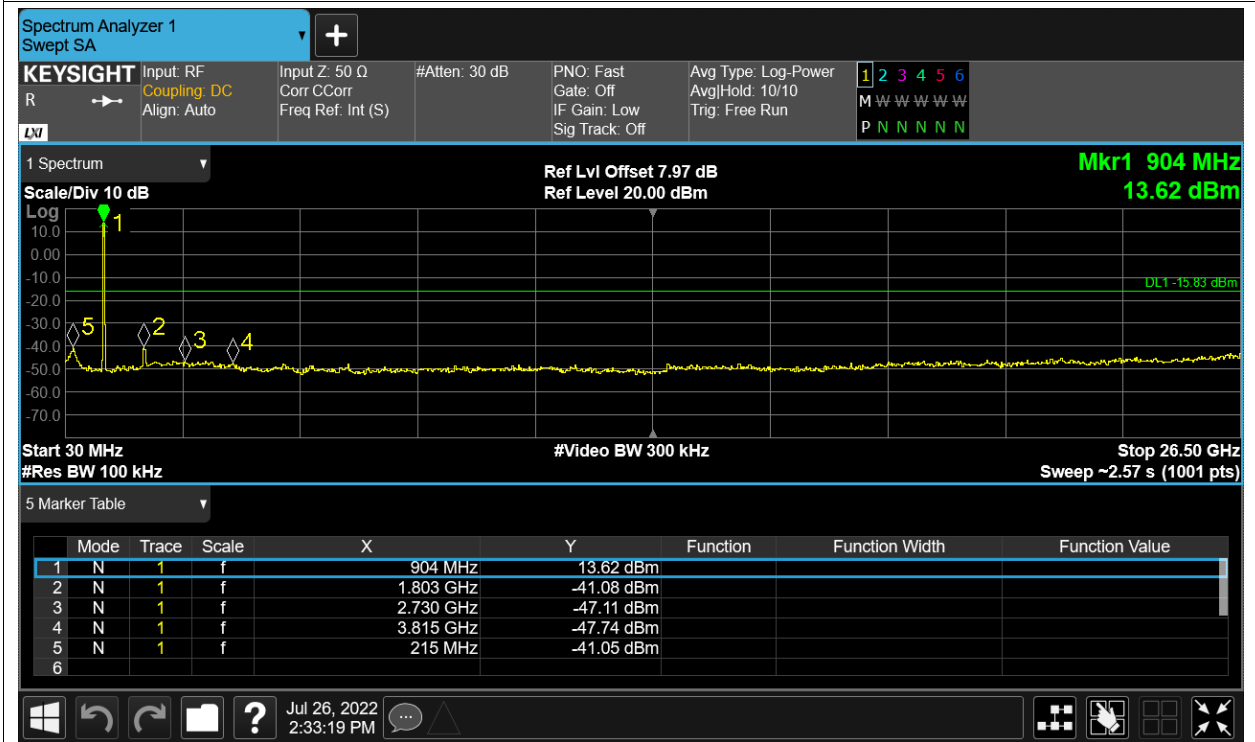 Spectrum Analyzer 1
Swept SA
+
KEYSIGHT Input: RF Input Z: 50 Ω #Atten: 30 dB PNO: Fast Avg Type: Log-Power 1 2 3 4 5 6
R Coupling: DC Corr CCorr Gate: Off Avg|Hold: 10/10 M W W W W W
Align: Auto Freq Ref: Int (S) IF Gain: Low Trig: Free Run
LXI Sig Track: Off P N N N N N N
1 Spectrum Ref Lvl Offset 7.97 dB Mkr1 904 MHz
Scale/Div 10 dB Ref Level 20.00 dBm 13.62 dBm
Log
1
10.0
0.00
-10.0
DL1 -15.83 dBm
-20.0
-30.0
5 2 3 4
-40.0
-50.0
-60.0
-70.0
Start 30 MHz #Video BW 300 kHz Stop 26.50 GHz
#Res BW 100 kHz Sweep ~2.57 s (1001 pts)
5 Marker Table
Mode Trace Scale X Y Function Function Width Function Value
1 N 1 f 904 MHz 13.62 dBm
2 N 1 f 1.803 GHz -41.08 dBm
3 N 1 f 2.730 GHz -47.11 dBm
4 N 1 f 3.815 GHz -47.74 dBm
5 N 1 f 215 MHz -41.05 dBm
6
? Jul 26, 2022
2:33:19 PM